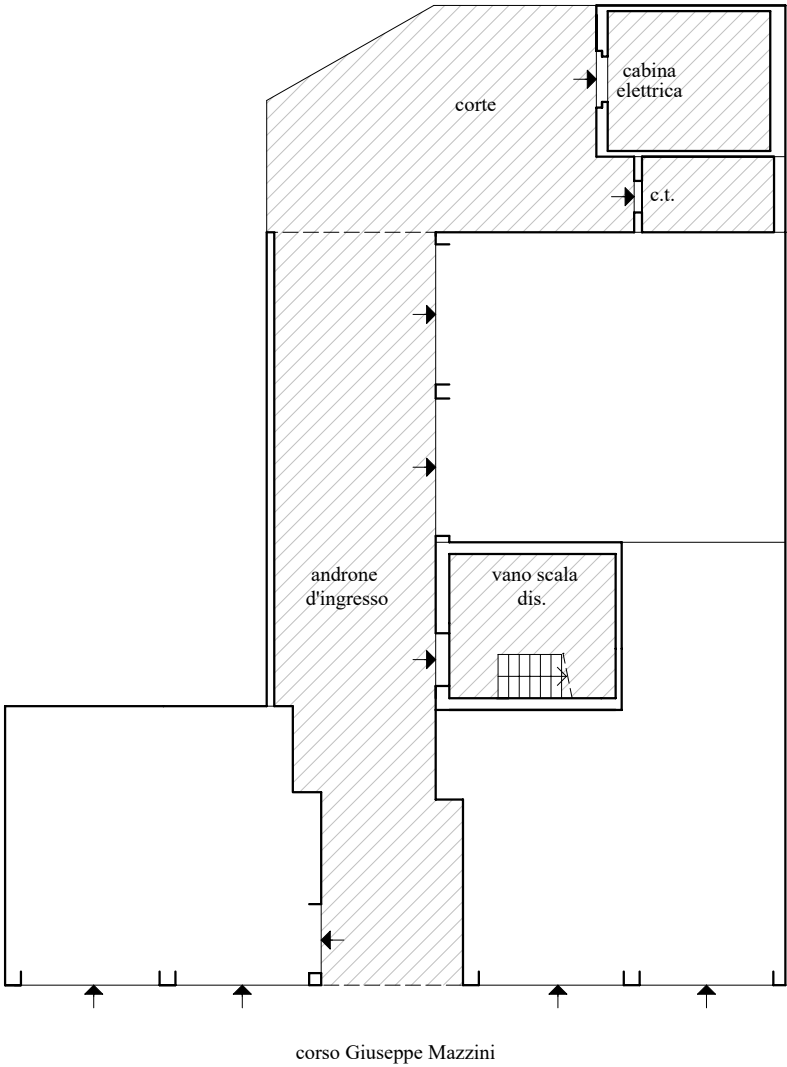 cabina
elettrica
corte
c.t.
androne
d'ingresso
vano scala
dis.
corso Giuseppe Mazzini